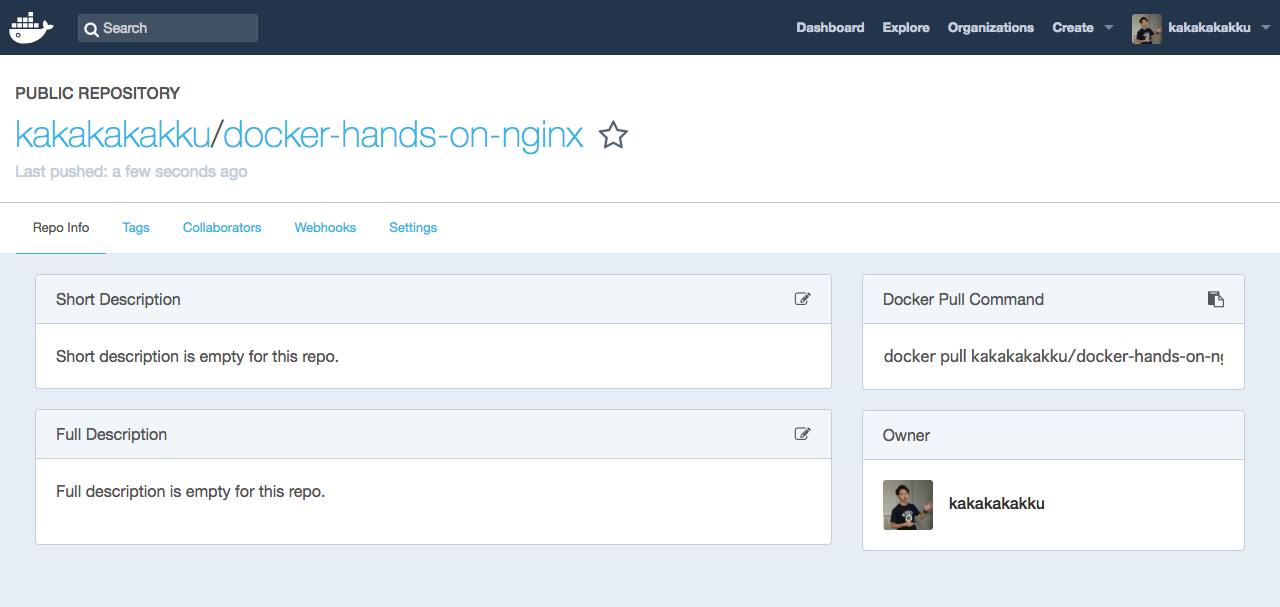 Search
Dashboard Explore Organizations Create kakakakakku
PUBLIC REPOSITORY
kakakakakku/docker-hands-on-nginx
Last pushed: a few seconds ago
Repo Info Tags Collaborators Webhooks Settings
Short Description
Short description is empty for this repo.
Full Description
Full description is empty for this repo.
Docker Pull Command
docker pull kakakakakku/docker-hands-on-ng
Owner
kakakakakku